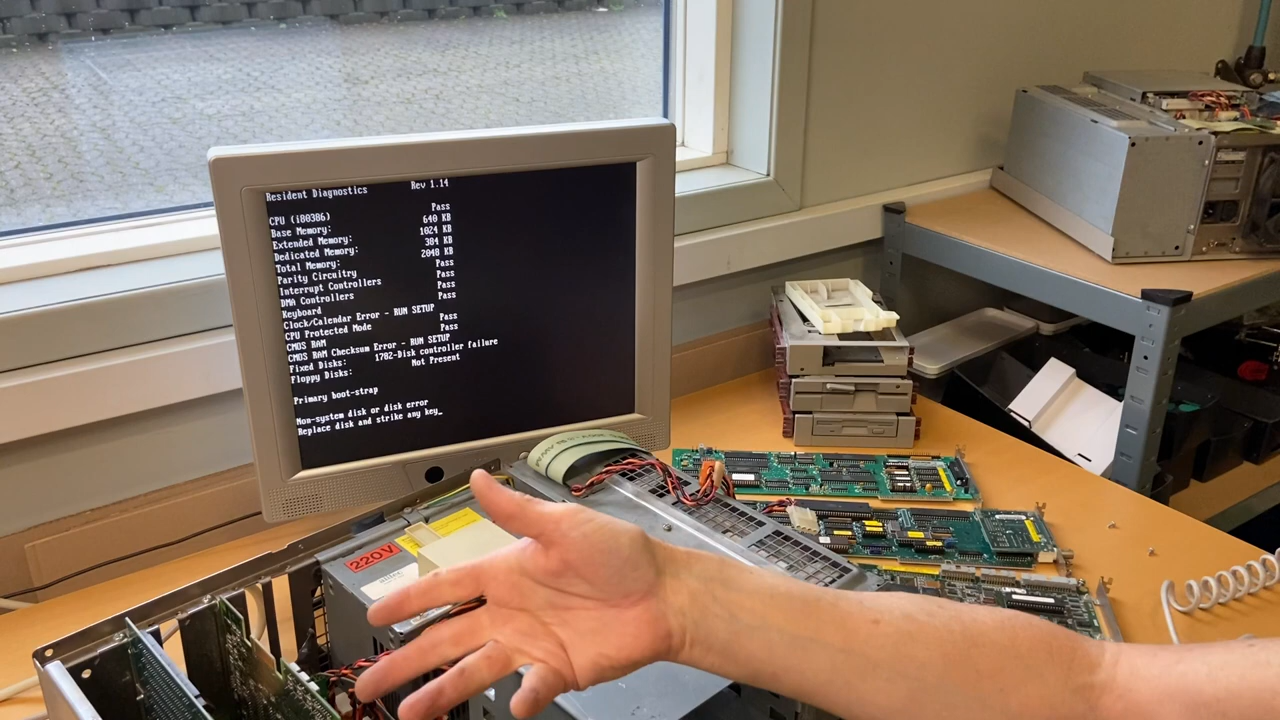 Resident Diagnostics Rev 1.14
CPU (i80386) Pass
Base Memory: 640 KB
Extended Memory: 1024 KB
Dedicated Memory: 384 KB
Total Memory: 2048 KB
Parity Circuitry Pass
Interrupt Controllers Pass
DMA Controllers Pass
Keyboard Pass
Clock/Calendar Error - RUN SETUP
CPU Protected Mode Pass
CMOS RAM Pass
CMOS RAM Checksum Error - RUN SETUP
Fixed Disks: 1782-Disk controller failure
Floppy Disks: Not Present
Primary boot-strap
Non-system disk or disk error
Replace disk and strike any key_
220V